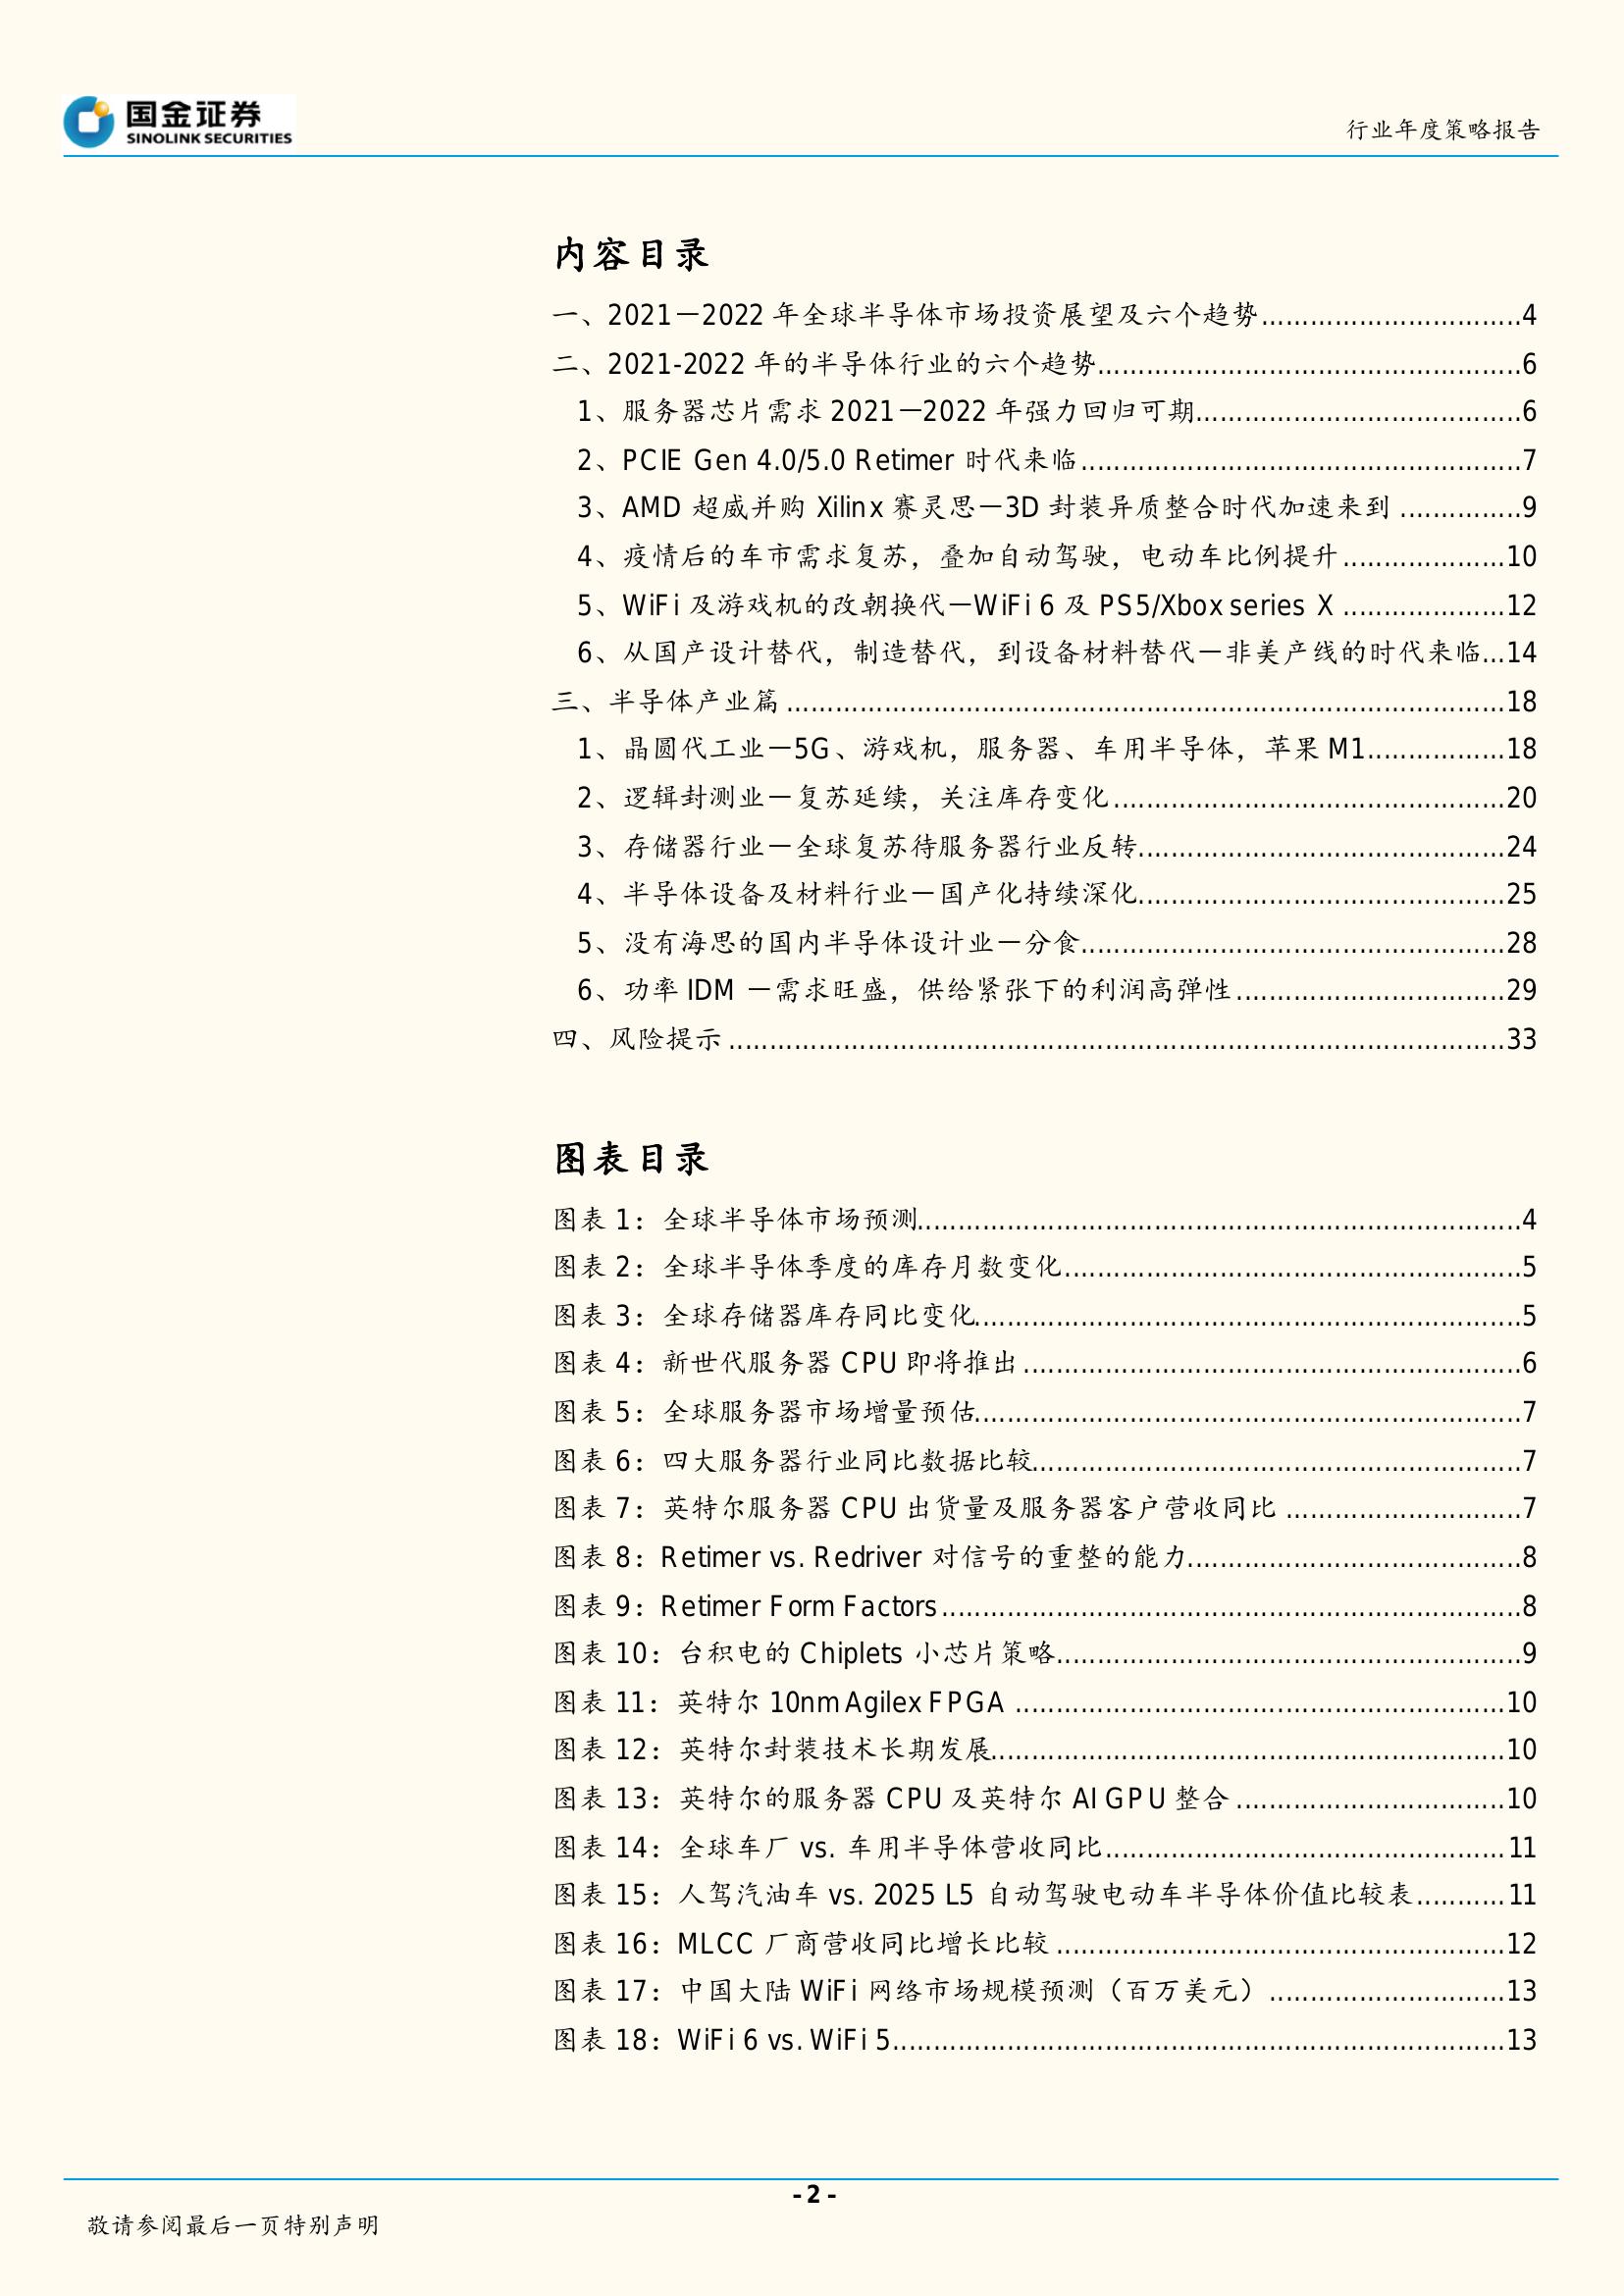 国金证券
SINOLINK SECURITIES
行业年度策略报告
内容目录
一、2021－2022 年全球半导体市场投资展望及六个趋势................................4
二、2021-2022 年的半导体行业的六个趋势....................................................6
1、服务器芯片需求 2021－2022 年强力回归可期........................................6
2、PCIE Gen 4.0/5.0 Retimer 时代来临......................................................7
3、AMD 超威并购 Xilinx 赛灵思－3D 封装异质整合时代加速来到 ...............9
4、疫情后的车市需求复苏，叠加自动驾驶，电动车比例提升 ....................10
5、WiFi 及游戏机的改朝换代－WiFi 6 及 PS5/Xbox series X ....................12
6、从国产设计替代，制造替代，到设备材料替代－非美产线的时代来临...14
三、半导体产业篇 ........................................................................................18
1、晶圆代工业－5G、游戏机，服务器、车用半导体，苹果 M1.................18
2、逻辑封测业－复苏延续，关注库存变化................................................20
3、存储器行业－全球复苏待服务器行业反转.............................................24
4、半导体设备及材料行业－国产化持续深化.............................................25
5、没有海思的国内半导体设计业－分食....................................................28
6、功率 IDM －需求旺盛，供给紧张下的利润高弹性.................................29
四、风险提示 ...............................................................................................33
图表目录
图表 1：全球半导体市场预测..........................................................................4
图表 2：全球半导体季度的库存月数变化........................................................5
图表 3：全球存储器库存同比变化...................................................................5
图表 4：新世代服务器 CPU 即将推出.............................................................6
图表 5：全球服务器市场增量预估...................................................................7
图表 6：四大服务器行业同比数据比较............................................................7
图表 7：英特尔服务器 CPU 出货量及服务器客户营收同比 .............................7
图表 8：Retimer vs. Redriver 对信号的重整的能力.........................................8
图表 9：Retimer Form Factors.......................................................................8
图表 10：台积电的 Chiplets 小芯片策略.........................................................9
图表 11：英特尔 10nm Agilex FPGA ............................................................10
图表 12：英特尔封装技术长期发展...............................................................10
图表 13：英特尔的服务器 CPU 及英特尔 AI GPU 整合 .................................10
图表 14：全球车厂 vs. 车用半导体营收同比.................................................11
图表 15：人驾汽油车 vs. 2025 L5 自动驾驶电动车半导体价值比较表...........11
图表 16：MLCC 厂商营收同比增长比较 .......................................................12
图表 17：中国大陆 WiFi 网络市场规模预测（百万美元）.............................13
图表 18：WiFi 6 vs. WiFi 5...........................................................................13
- 2 -
敬请参阅最后一页特别声明